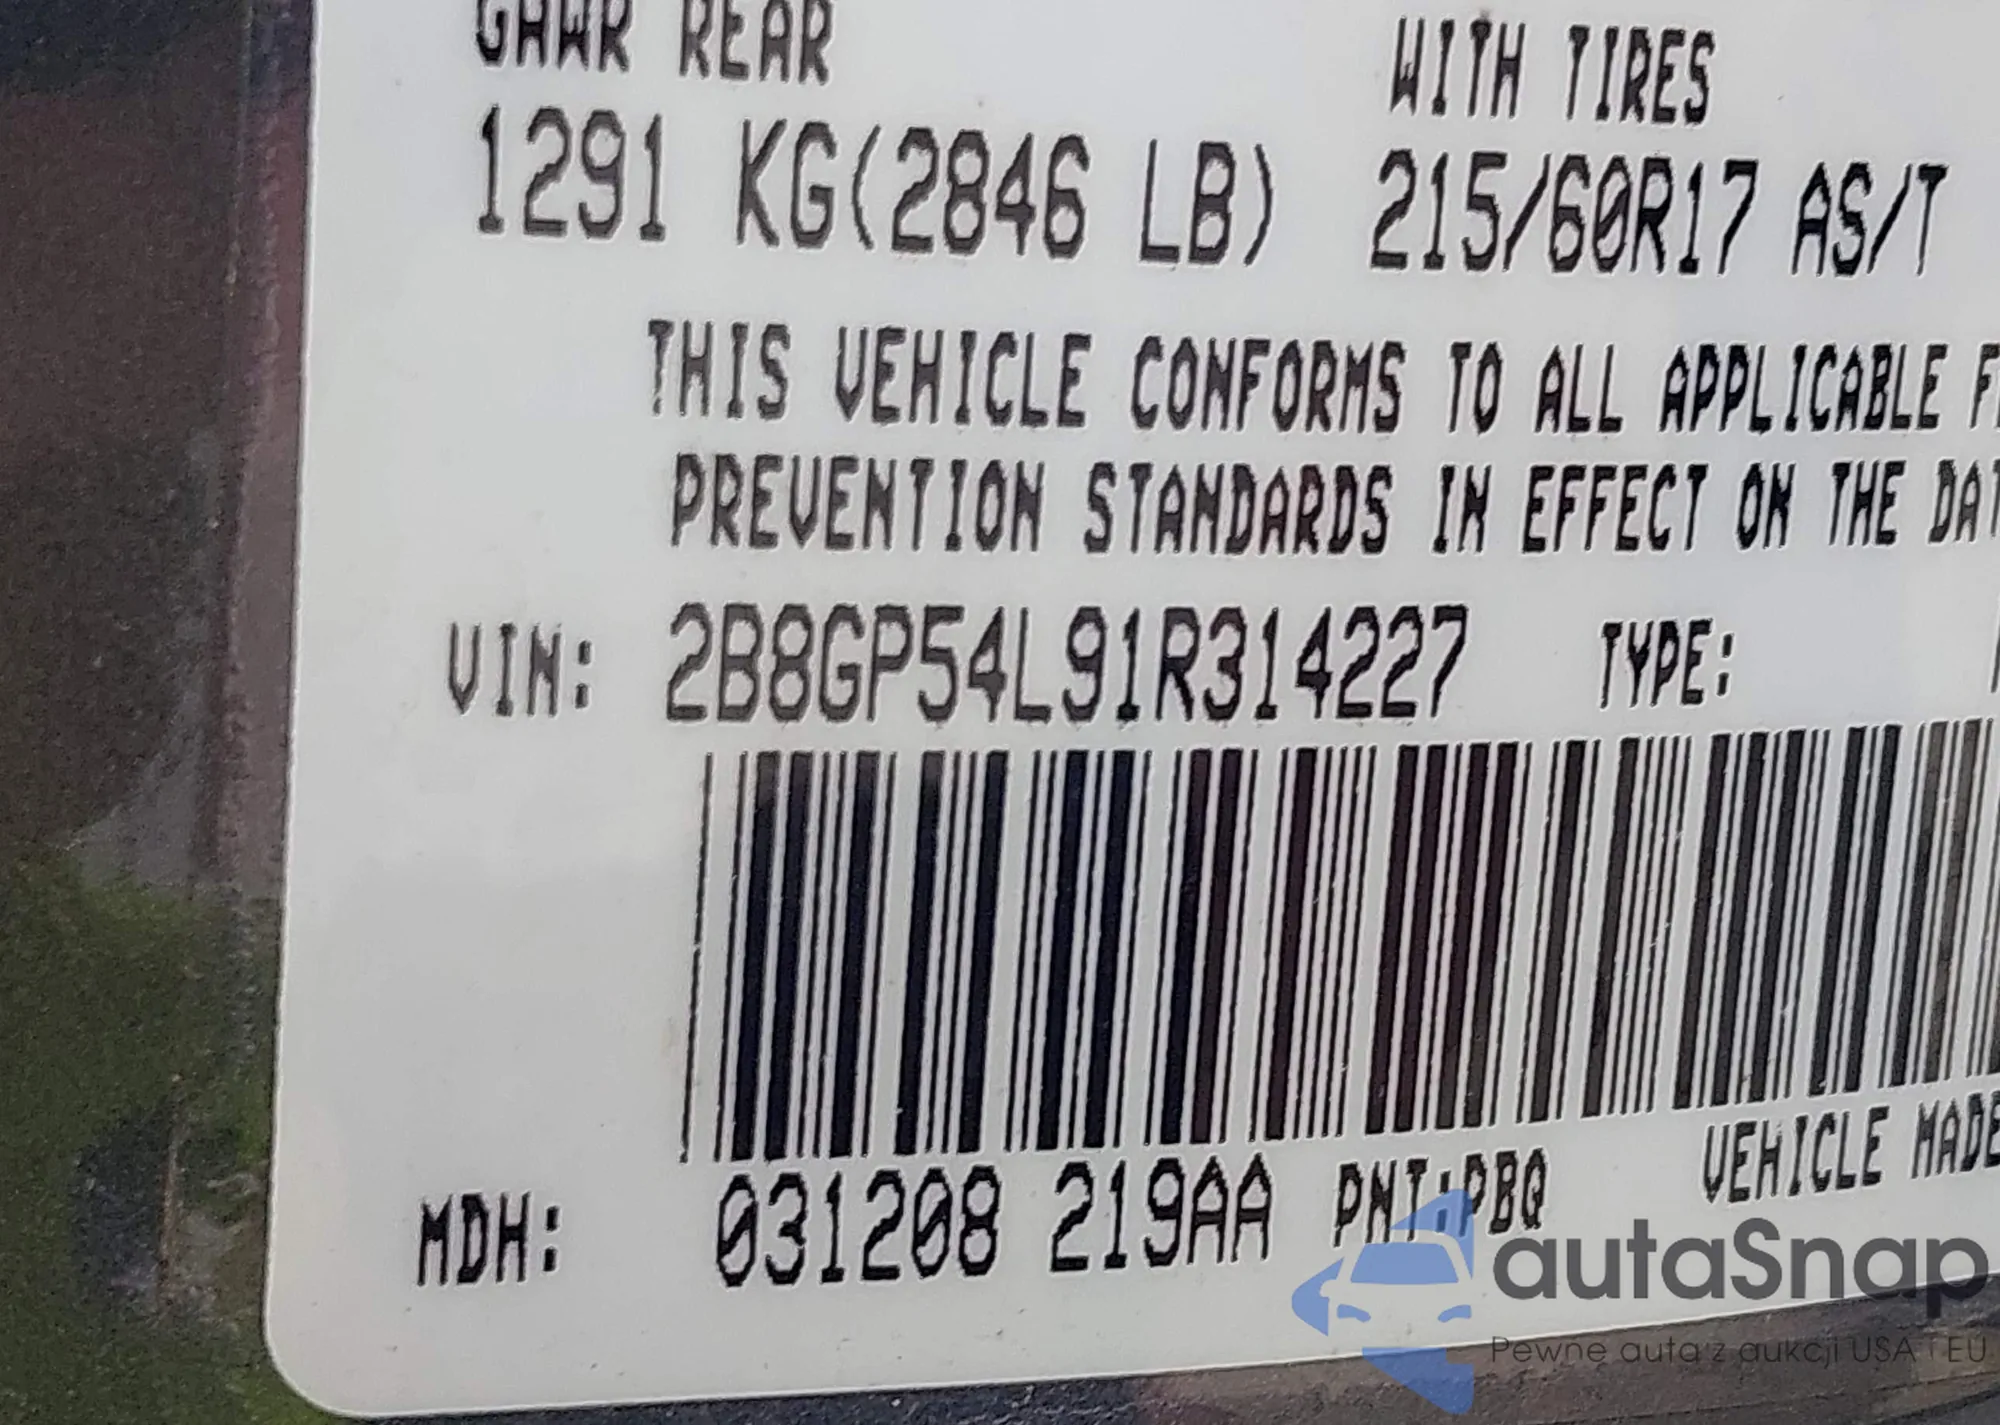 GAWR REAR
WITH TIRES
1291 KG(2846 LB)
215/60R17 AS/T
THIS VEHICLE CONFORMS TO ALL APPLICABLE F
PREVENTION STANDARDS IN EFFECT ON THE DAT
VIN: 2B8GP54L91R314227 TYPE:
MDH: 031208 219AA PNT:PBQ VEHICLE MADE
autaSnap
Pewne auta z aukcji USA i EU